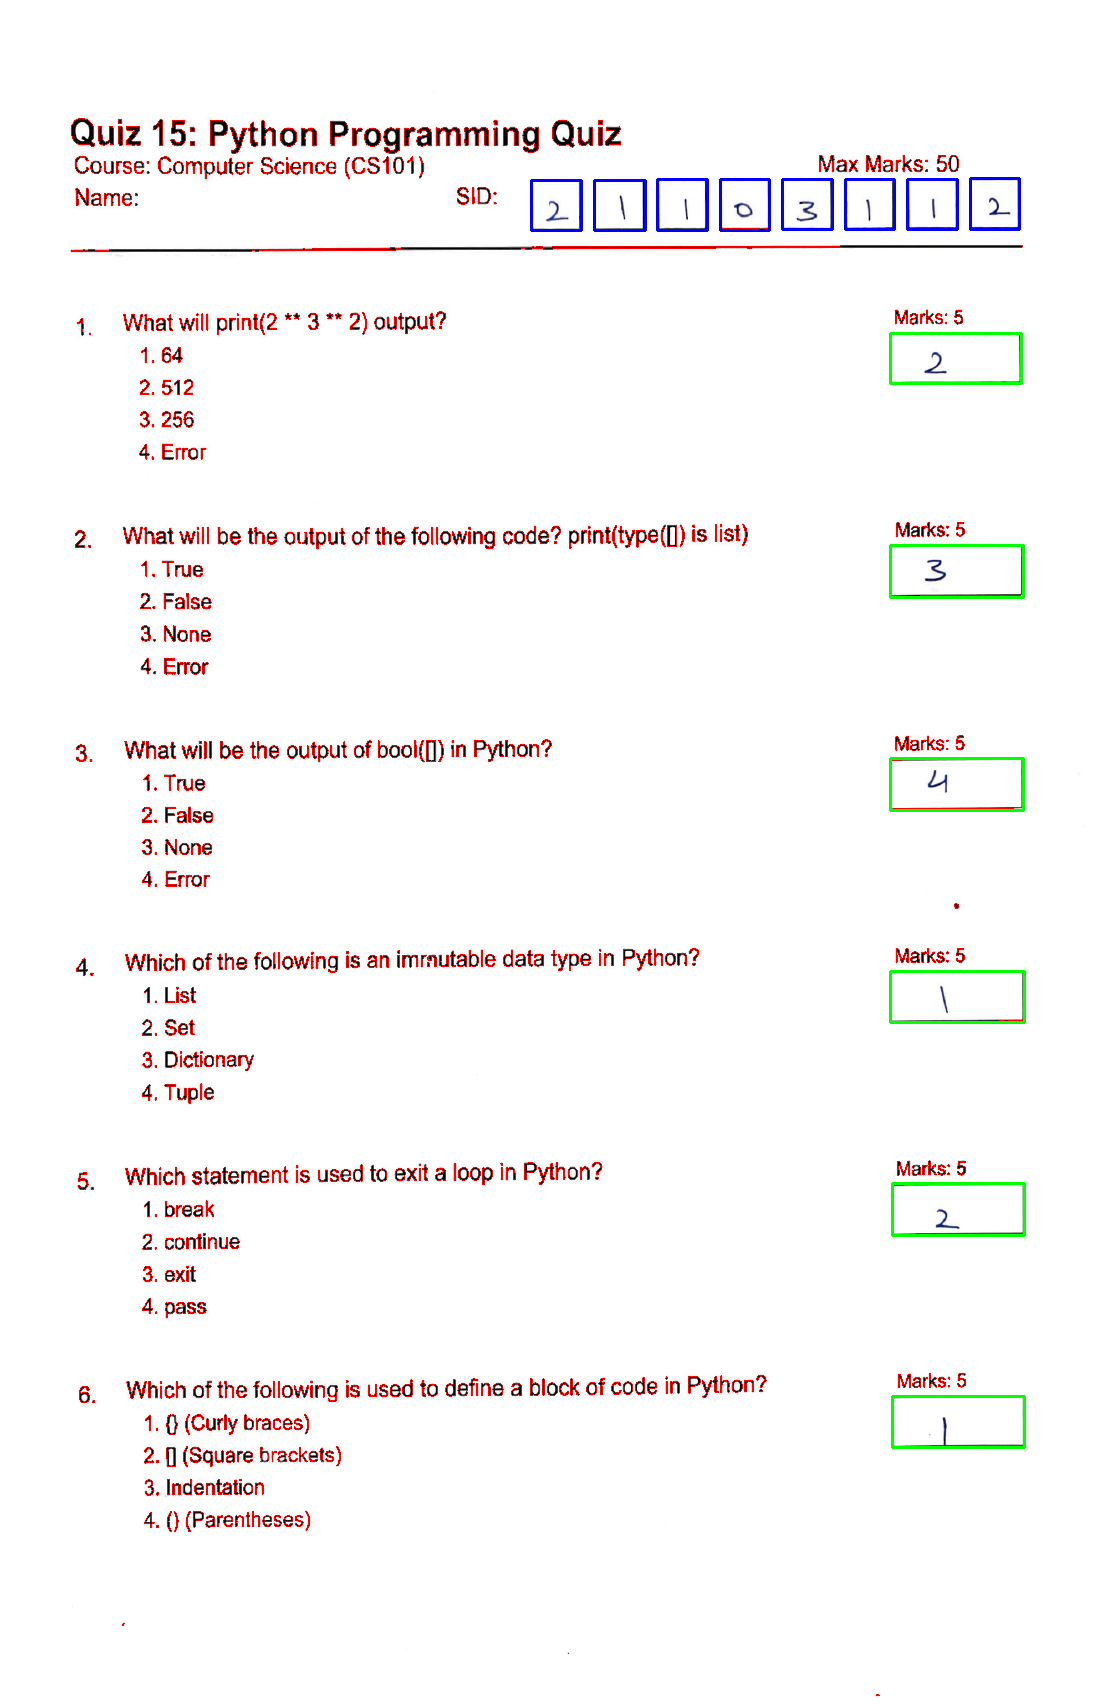 Quiz 15: Python Programming Quiz
Course: Computer Science (CS101) Max Marks: 50
Name: SID: 2 1 1 0 3 1 1 2
1. What will print(2 ** 3 ** 2) output? Marks: 5
1. 64 2
2. 512
3. 256
4. Error
2. What will be the output of the following code? print(type([]) is list) Marks: 5
1. True 3
2. False
3. None
4. Error
3. What will be the output of bool([]) in Python? Marks: 5
1. True 4
2. False
3. None
4. Error
4. Which of the following is an immutable data type in Python? Marks: 5
1. List 1
2. Set
3. Dictionary
4. Tuple
5. Which statement is used to exit a loop in Python? Marks: 5
1. break 2
2. continue
3. exit
4. pass
6. Which of the following is used to define a block of code in Python? Marks: 5
1. {} (Curly braces) 1
2. [] (Square brackets)
3. Indentation
4. () (Parentheses)